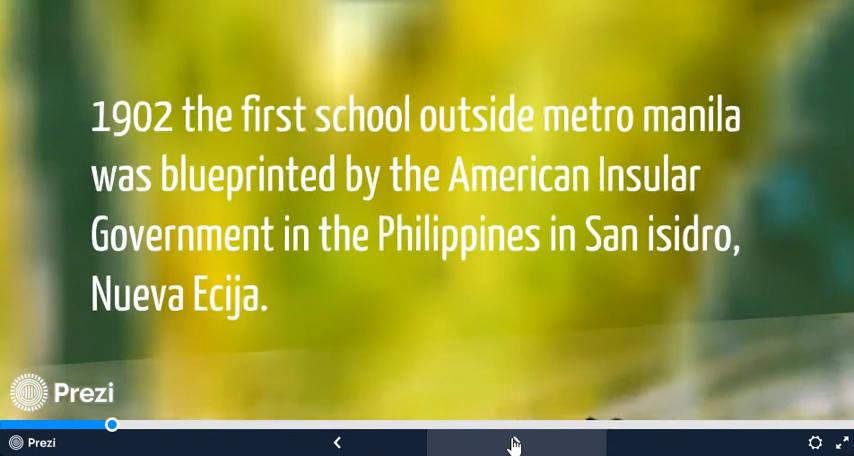 1902 the first school outside metro manila
was blueprinted by the American Insular
Government in the Philippines in San isidro,
Nueva Ecija.
Prezi
Prezi